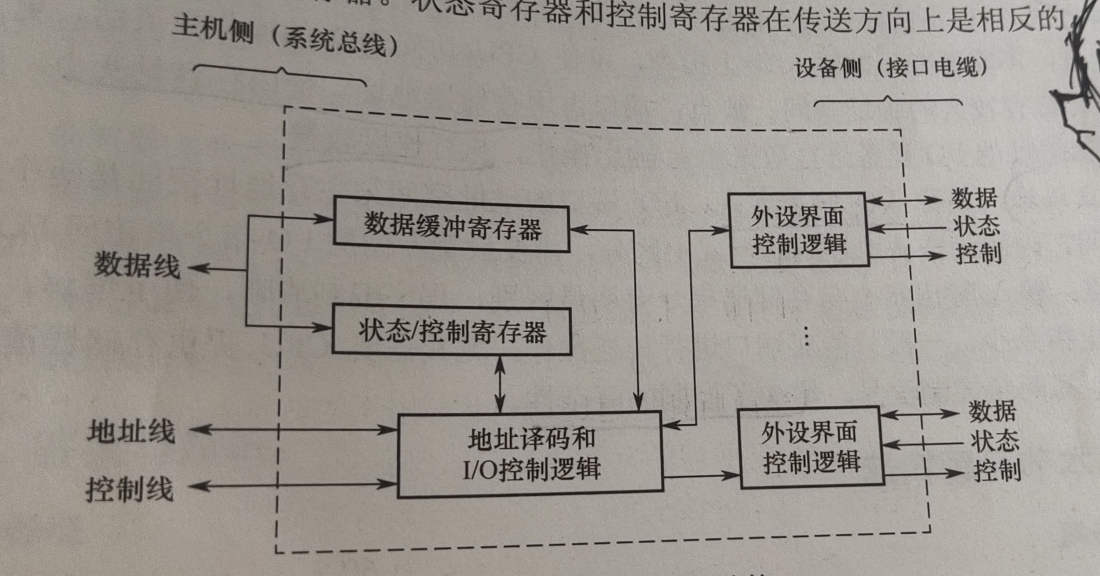 存器。状态寄存器和控制寄存器在传送方向上是相反的
主机侧（系统总线）
设备侧（接口电缆）
数据缓冲寄存器
外设界面
控制逻辑
数据
状态
控制
数据线
状态/控制寄存器
⋮
地址线
地址译码和
I/O控制逻辑
控制线
外设界面
控制逻辑
数据
状态
控制